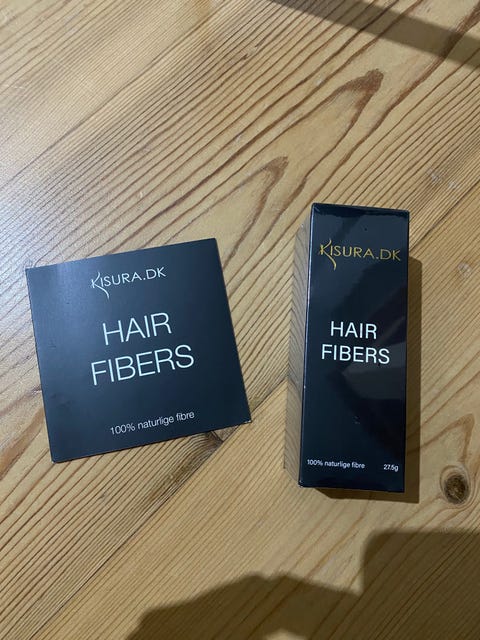 KISURA.DK
HAIR
FIBERS
100% naturlige fibre
KISURA.DK
HAIR
FIBERS
100% naturlige fibre 27.5g